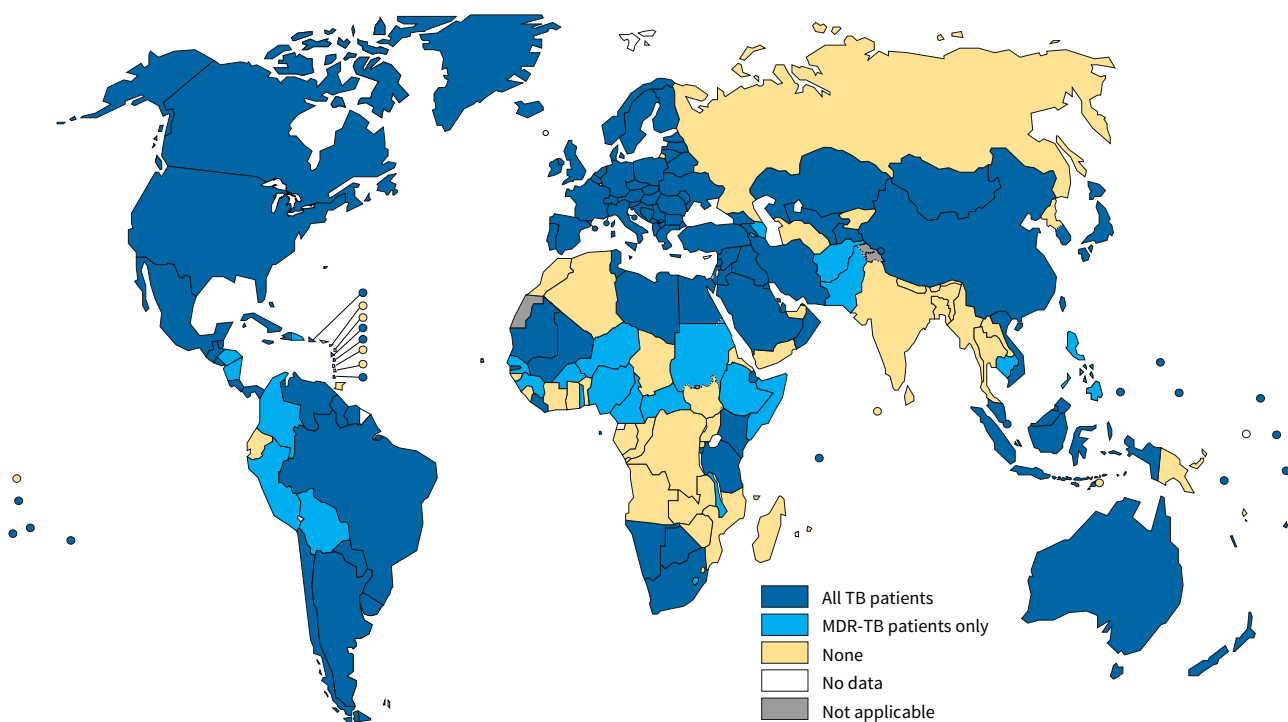 All TB patients
MDR-TB patients only
None
No data
Not applicable